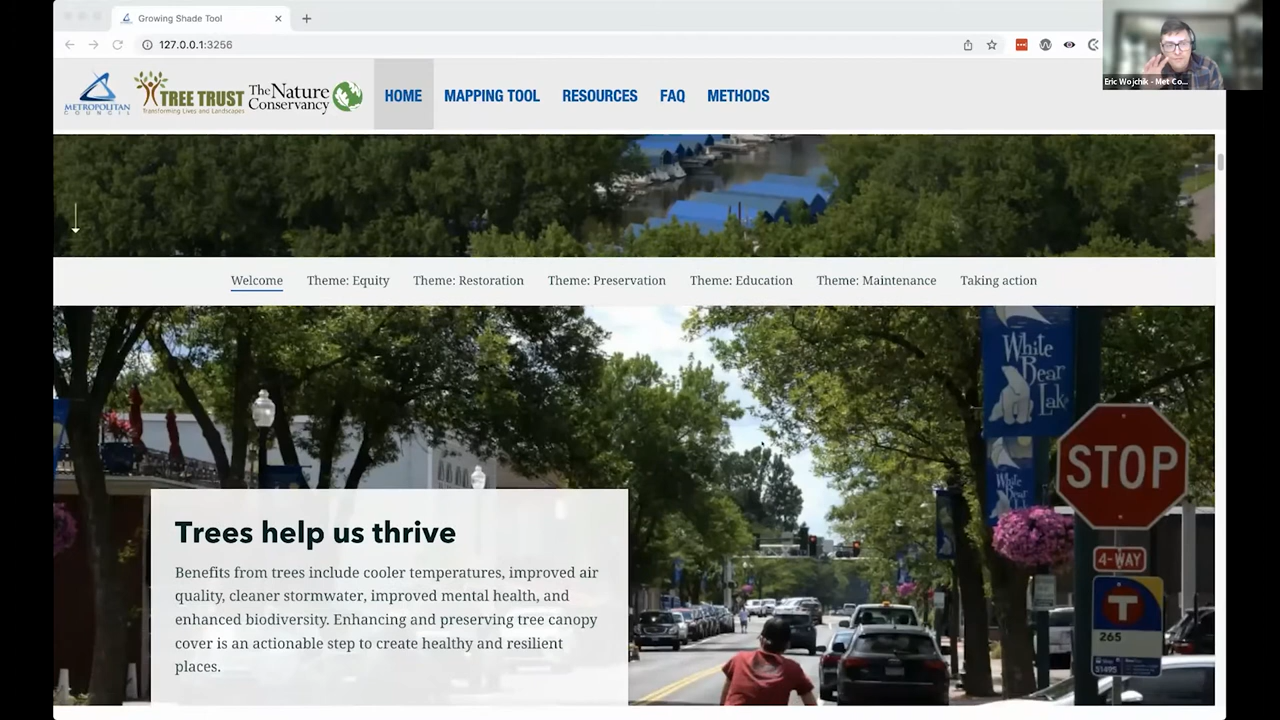 Growing Shade Tool
127.0.0.1:3256
Eric Wojchik - Met Co...
METROPOLITAN
COUNCIL
TREE TRUST
Transforming Lives and Landscapes
The Nature
Conservancy
HOME MAPPING TOOL RESOURCES FAQ METHODS
Welcome Theme: Equity Theme: Restoration Theme: Preservation Theme: Education Theme: Maintenance Taking action
White
Bear
Lak
STOP
White
Bear
4-WAY
T
265
51495
Trees help us thrive
Benefits from trees include cooler temperatures, improved air
quality, cleaner stormwater, improved mental health, and
enhanced biodiversity. Enhancing and preserving tree canopy
cover is an actionable step to create healthy and resilient
places.